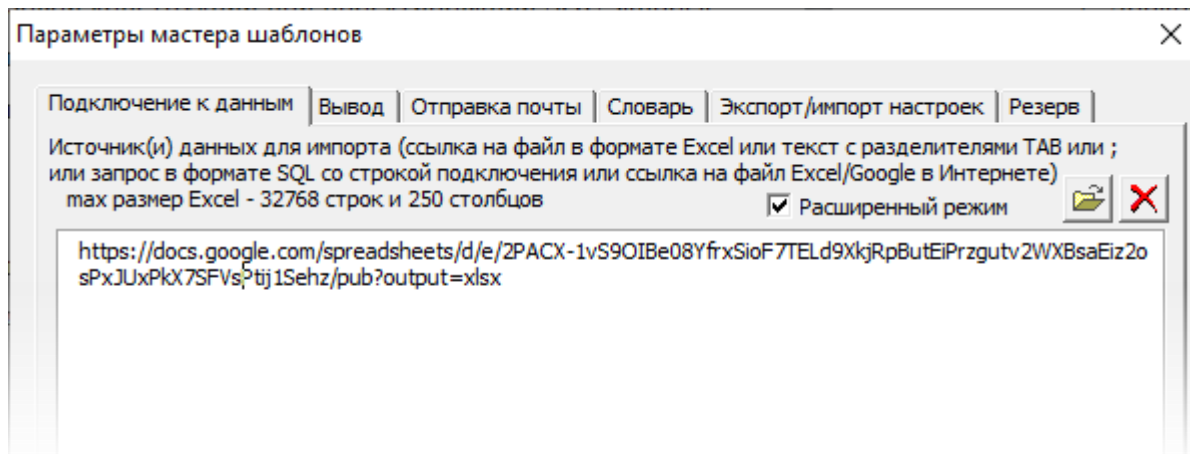 Параметры мастера шаблонов
Подключение к данным Вывод Отправка почты Словарь Экспорт/импорт настроек Резерв
Источник(и) данных для импорта (ссылка на файл в формате Excel или текст с разделителями TAB или ;
или запрос в формате SQL со строкой подключения или ссылка на файл Excel/Google в Интернете)
max размер Excel - 32768 строк и 250 столбцов
Расширенный режим
https://docs.google.com/spreadsheets/d/e/2PACX-1vS9OIBe08YfrxSioF7TELd9XkjRpButEiPrzgutv2WXBsaEiz2o
sPxJUxPkX7SFVsPtij1Sehz/pub?output=xlsx